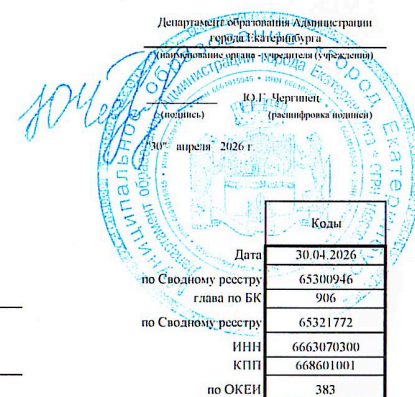 Департамент образования Администрации
города Екатеринбурга
(наименование органа - учредителя (учреждения)
Ю.Г. Чергинец
(подпись) (расшифровка подписи)
"30" апреля 2026 г.
Коды
Дата 30.04.2026
по Сводному реестру 65300946
глава по БК 906
по Сводному реестру 65321772
ИНН 6663070300
КПП 668601001
по ОКЕИ 383